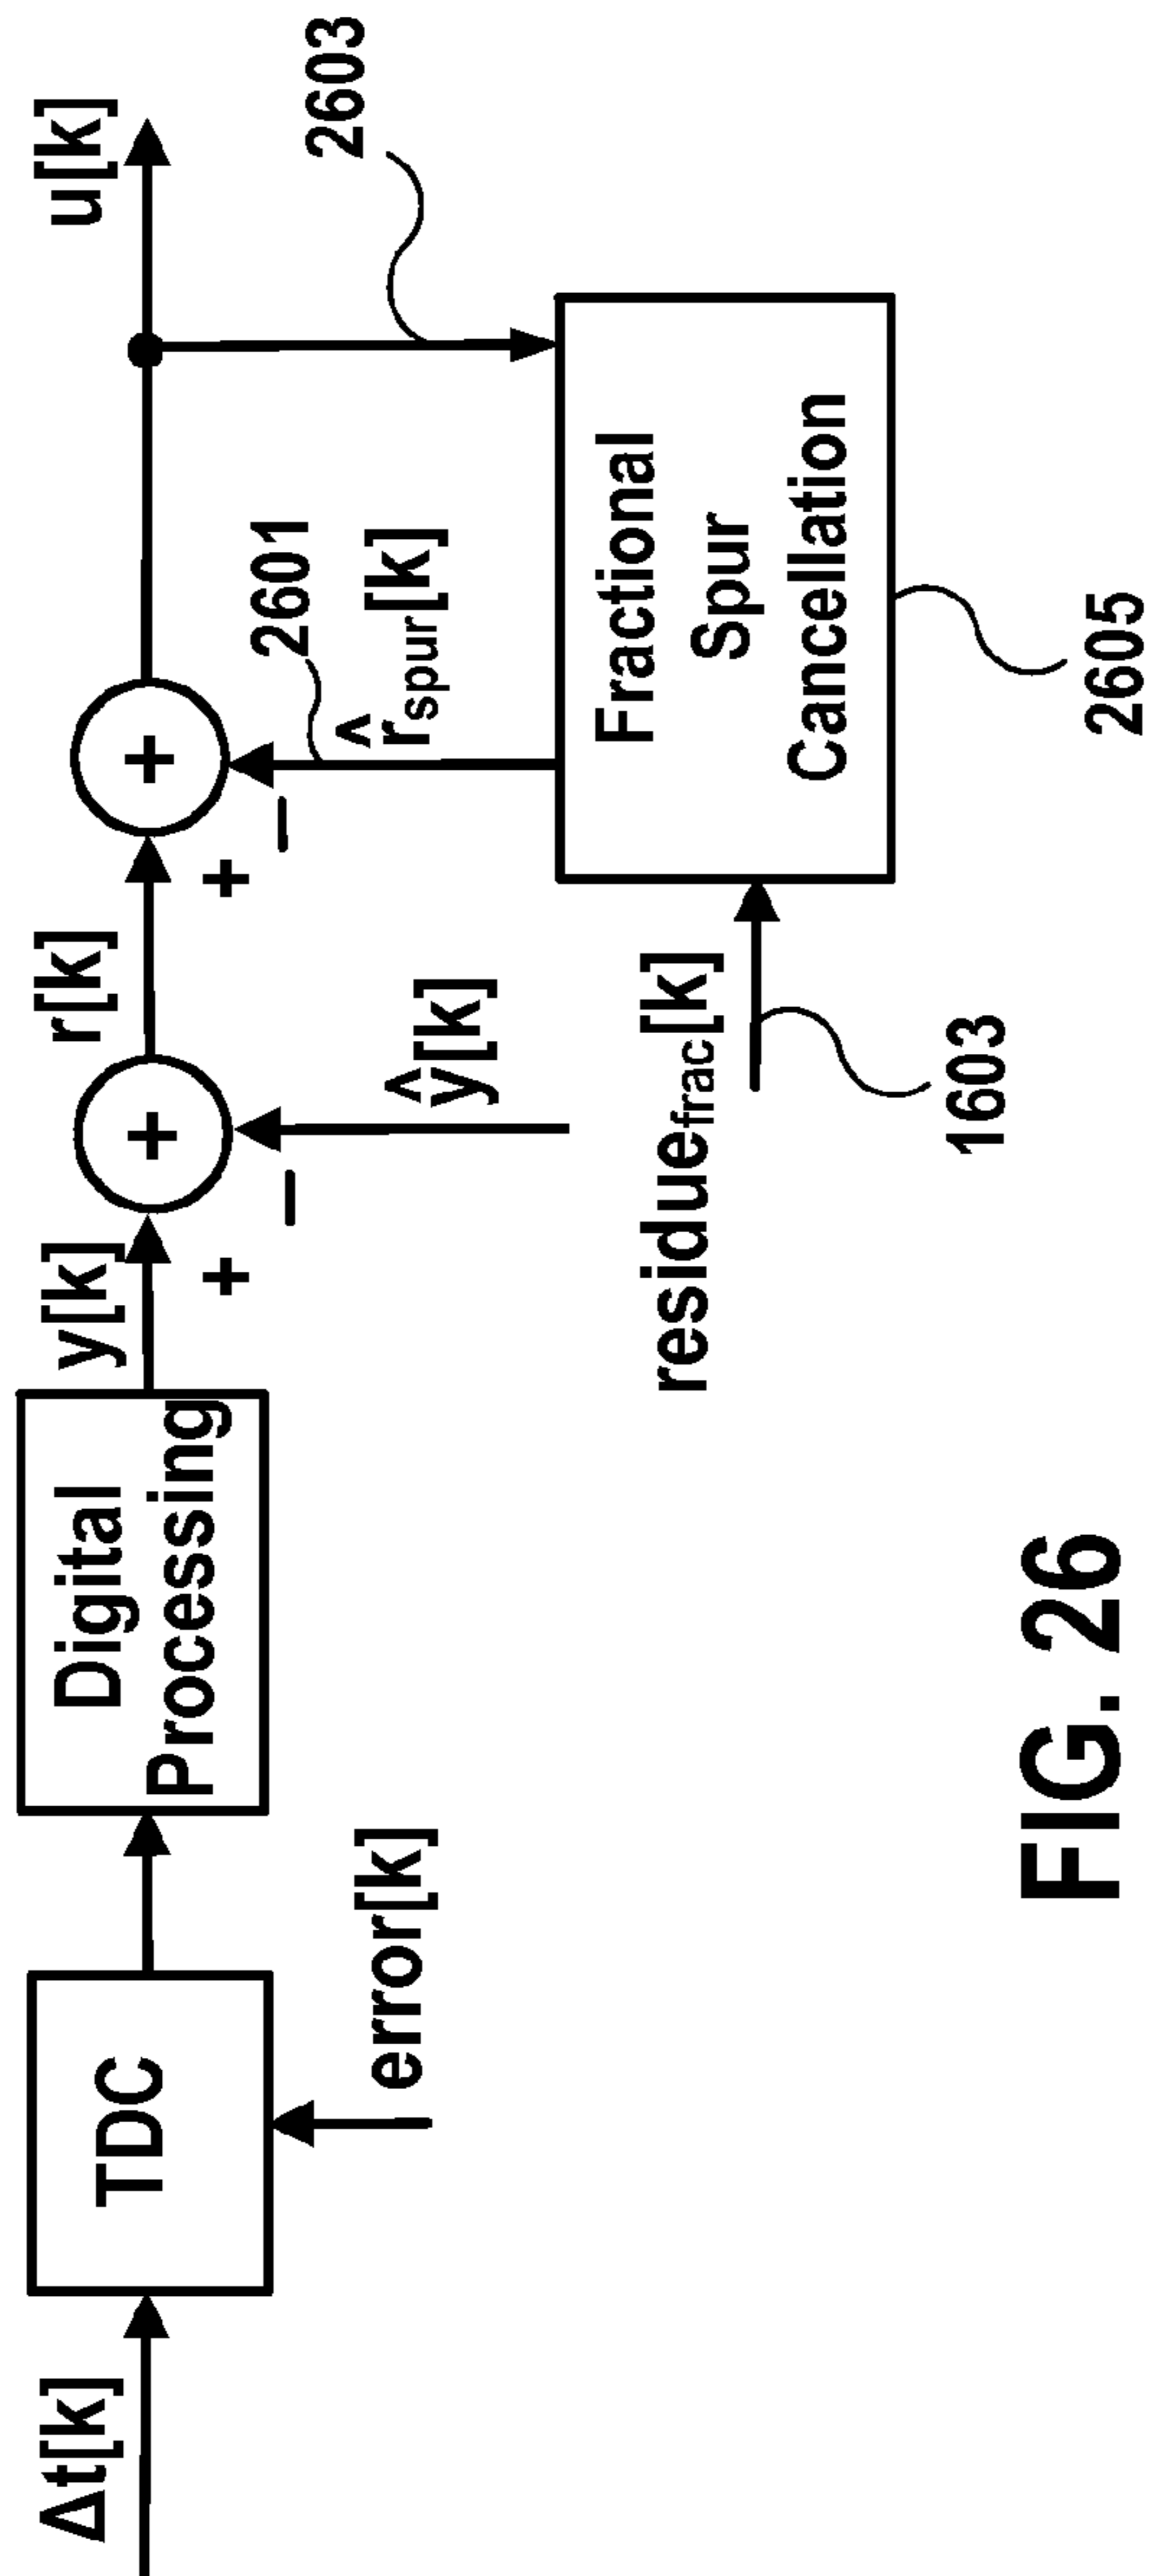 Δt[k]
TDC
error[k]
Digital
Processing
y[k]
+
+
−
ŷ[k]
r[k]
+
+
−
2601
r̂spur[k]
u[k]
2603
Fractional
Spur
Cancellation
residuefrac[k]
1603
2605
FIG. 26